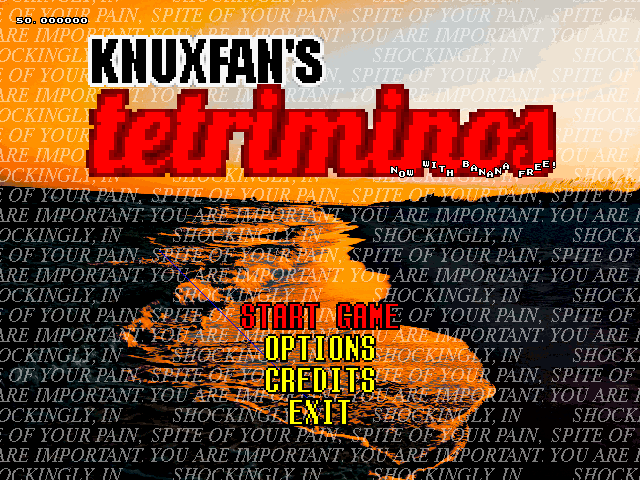 50.000000
KNUXFAN'S
tetriminos
NOW WITH BANANA FREE!
START GAME
OPTIONS
CREDITS
EXIT
SHOCKINGLY, IN
SPITE OF YOUR PAIN,
YOU ARE IMPORTANT.